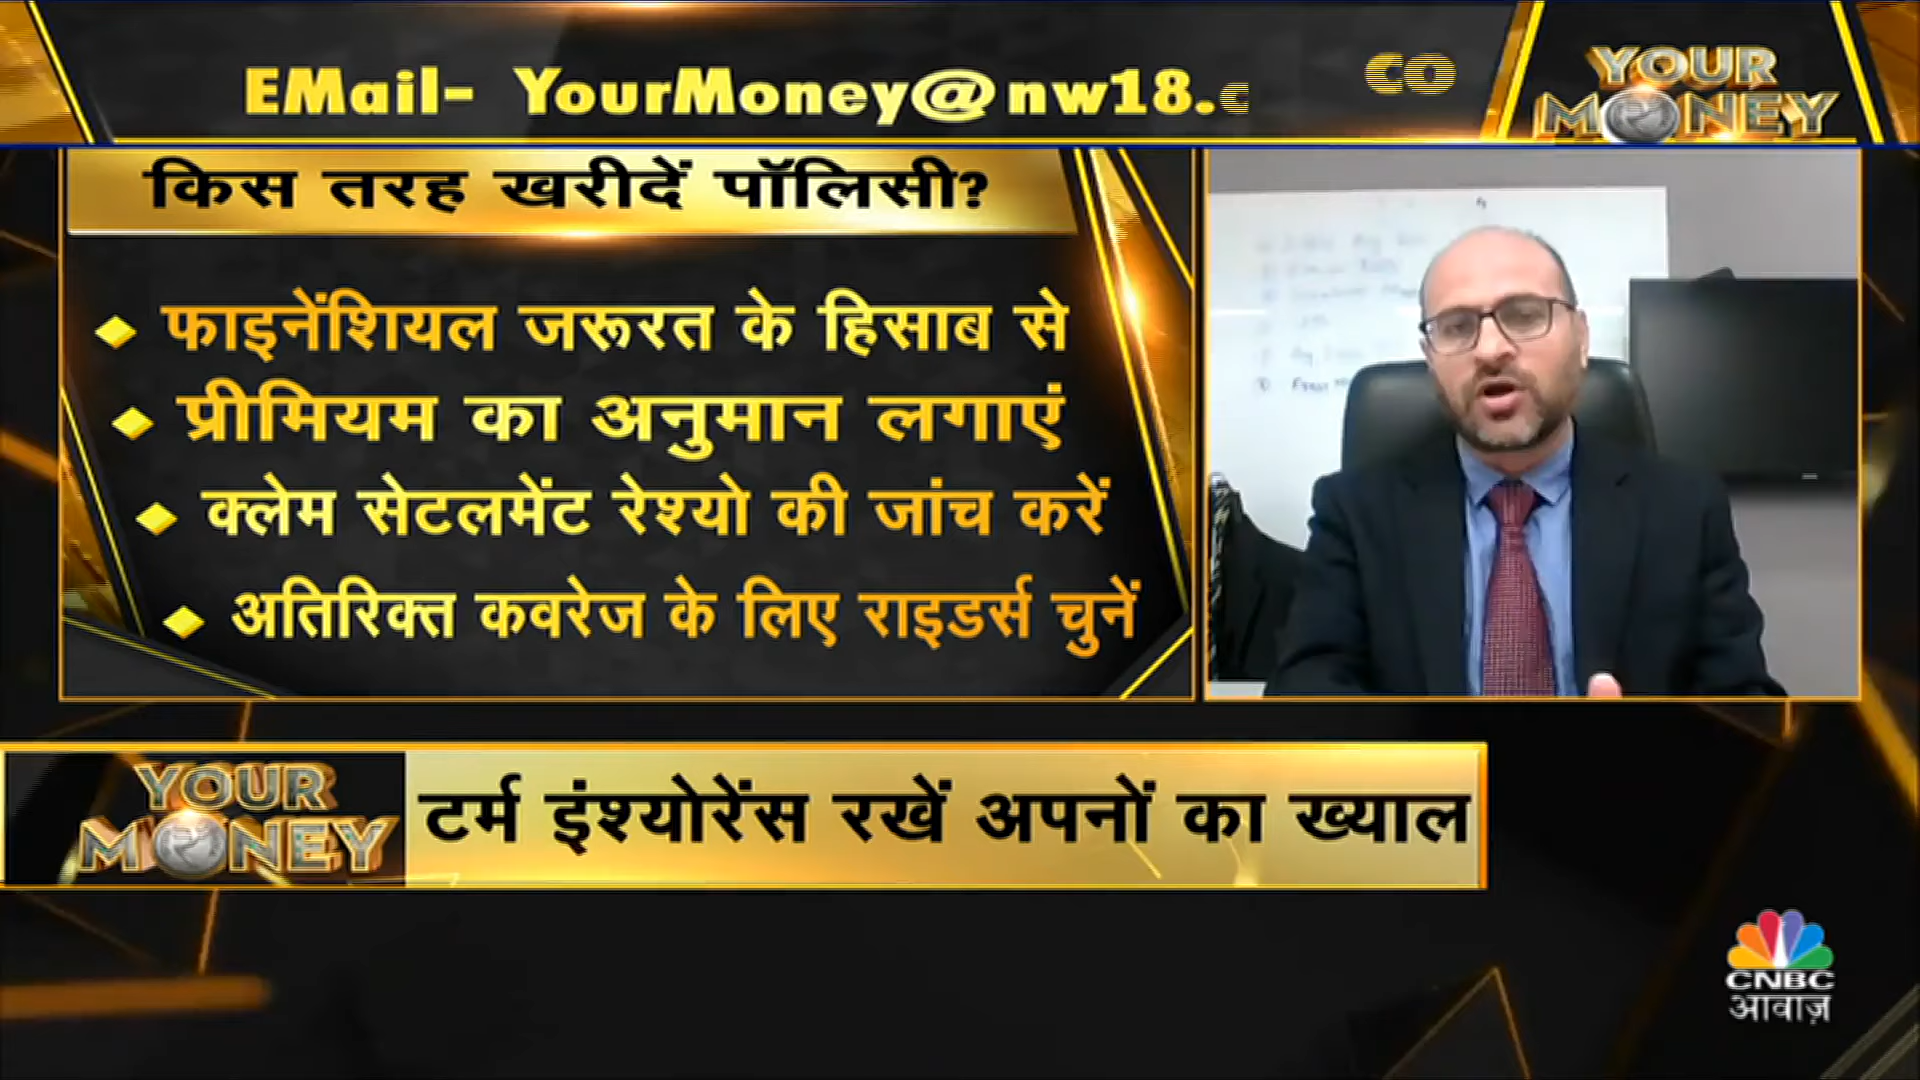 EMail- YourMoney@nw18.c
co
YOUR
MONEY
किस तरह खरीदें पॉलिसी?
फाइनेंशियल जरूरत के हिसाब से
प्रीमियम का अनुमान लगाएं
क्लेम सेटलमेंट रेश्यो की जांच करें
अतिरिक्त कवरेज के लिए राइडर्स चुनें
YOUR
MONEY
टर्म इंश्योरेंस रखें अपनों का ख्याल
CNBC
आवाज़